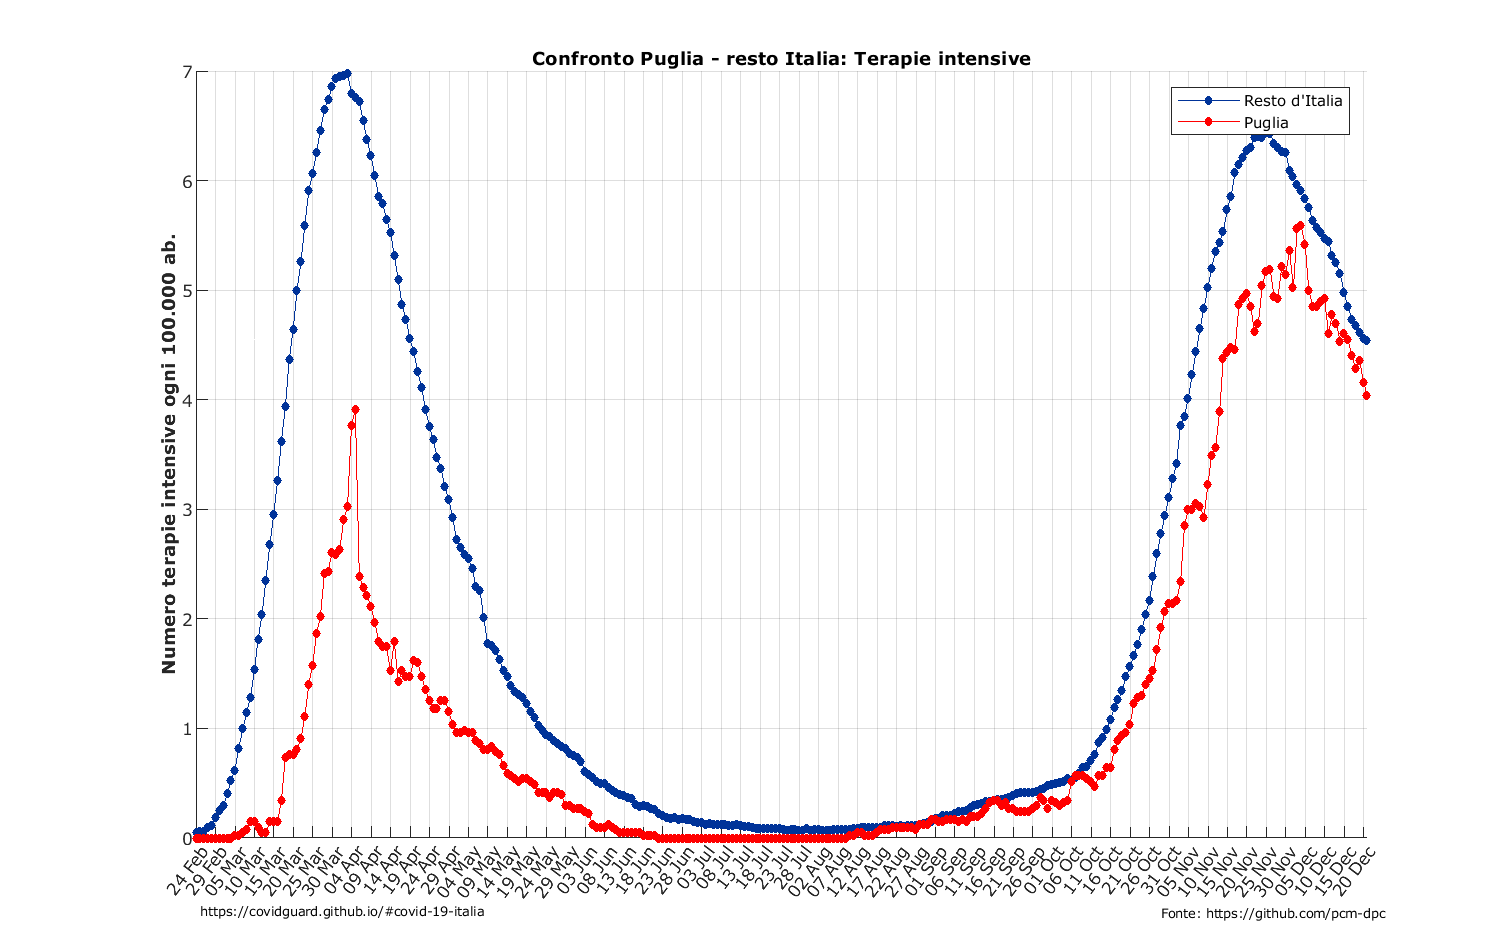 Confronto Puglia - resto Italia: Terapie intensive
Resto d'Italia
Puglia
Numero terapie intensive ogni 100.000 ab.
7
6
5
4
3
2
1
0
24 Feb
29 Feb
05 Mar
10 Mar
15 Mar
20 Mar
25 Mar
30 Mar
04 Apr
09 Apr
14 Apr
19 Apr
24 Apr
29 Apr
04 May
09 May
14 May
19 May
24 May
29 May
03 Jun
08 Jun
13 Jun
18 Jun
23 Jun
28 Jun
03 Jul
08 Jul
13 Jul
18 Jul
23 Jul
28 Jul
02 Aug
07 Aug
12 Aug
17 Aug
22 Aug
27 Aug
01 Sep
06 Sep
11 Sep
16 Sep
21 Sep
26 Sep
01 Oct
06 Oct
11 Oct
16 Oct
21 Oct
26 Oct
31 Oct
05 Nov
10 Nov
15 Nov
20 Nov
25 Nov
30 Nov
05 Dec
10 Dec
15 Dec
20 Dec
https://covidguard.github.io/#covid-19-italia
Fonte: https://github.com/pcm-dpc